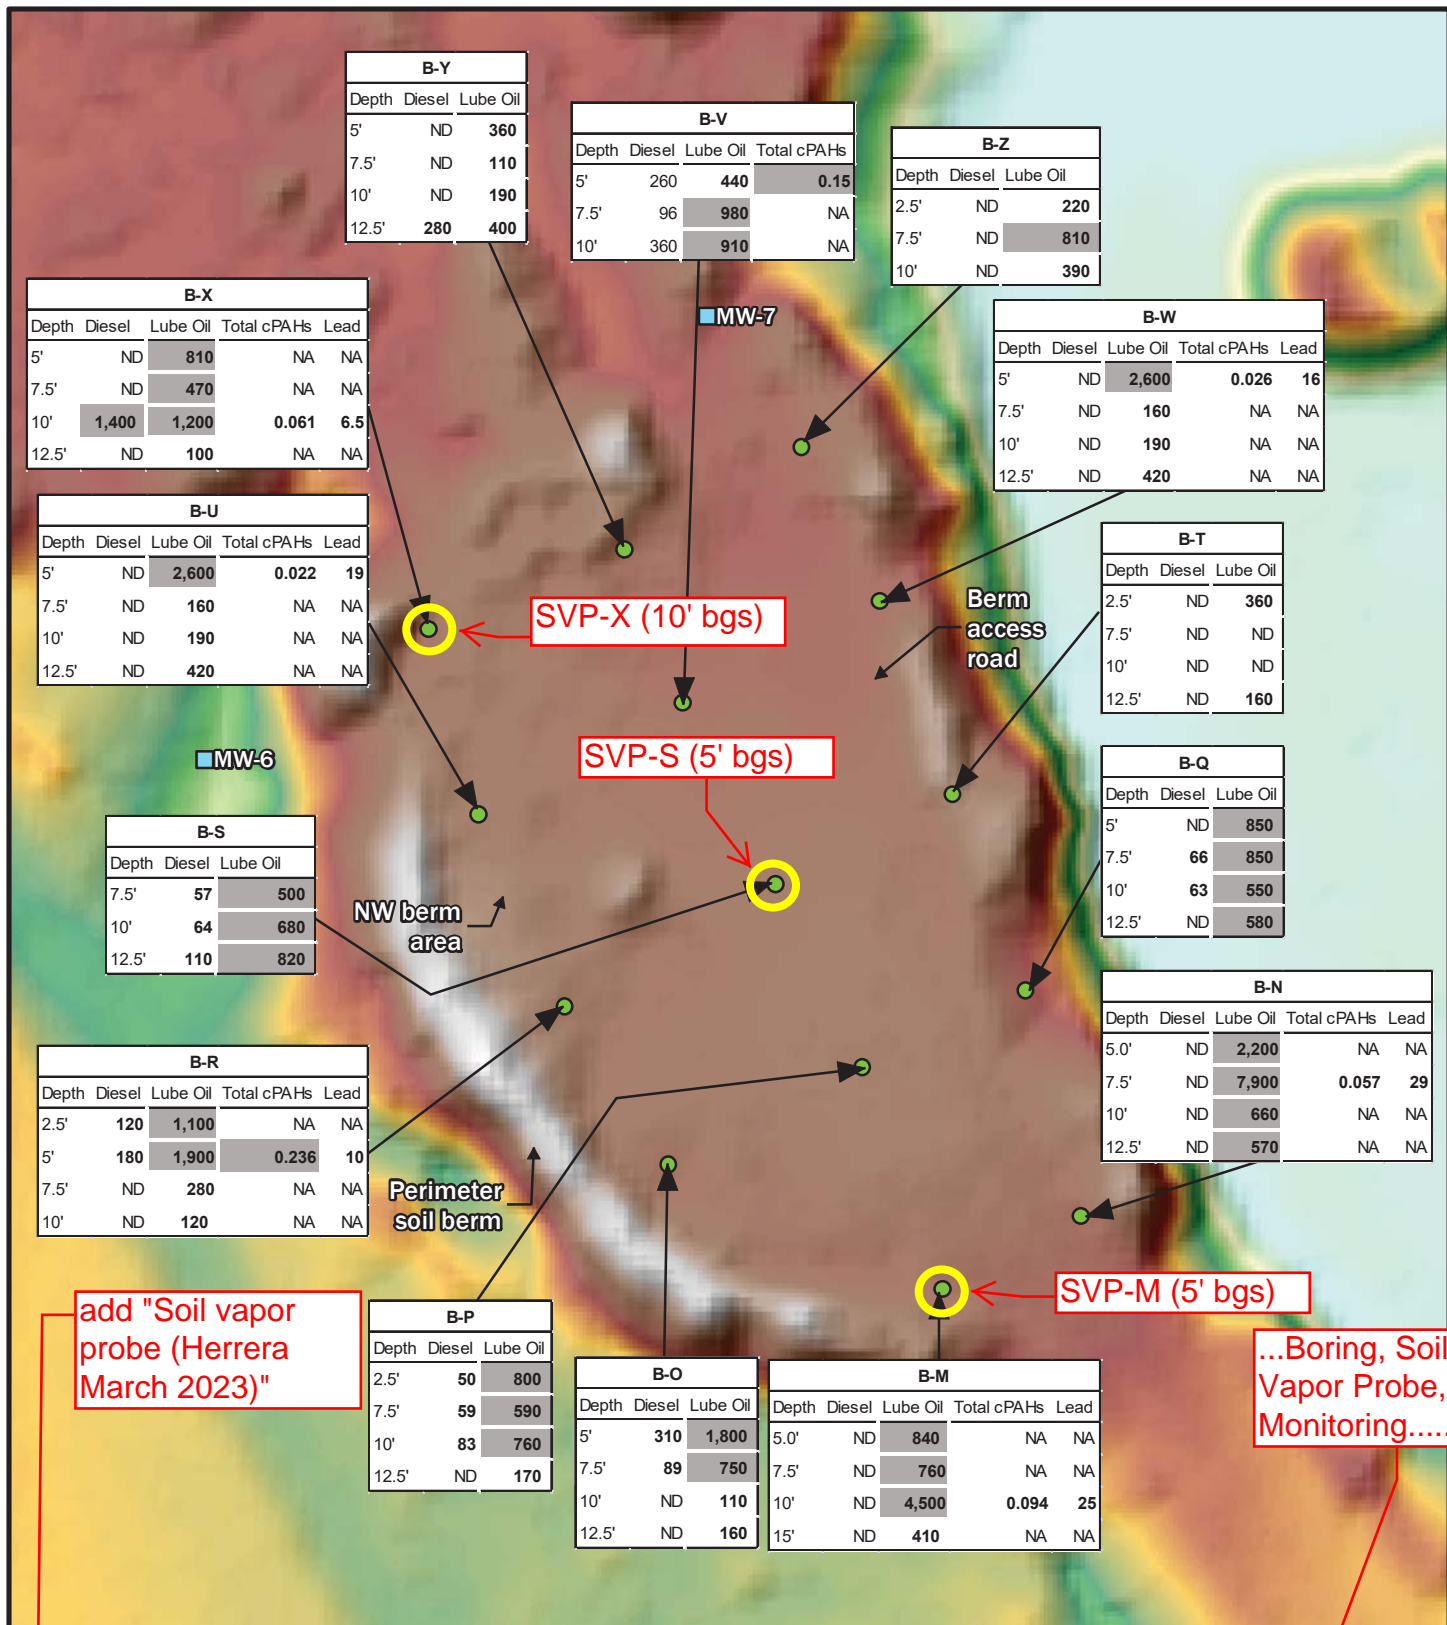 B-Y
Depth Diesel Lube Oil
5' ND 360
7.5' ND 110
10' ND 190
12.5' 280 400
B-V
Depth Diesel Lube Oil Total cPAHs
5' 260 440 0.15
7.5' 96 980 NA
10' 360 910 NA
B-Z
Depth Diesel Lube Oil
2.5' ND 220
7.5' ND 810
10' ND 390
B-X
Depth Diesel Lube Oil Total cPAHs Lead
5' ND 810 NA NA
7.5' ND 470 NA NA
10' 1,400 1,200 0.061 6.5
12.5' ND 100 NA NA
MW-7
B-W
Depth Diesel Lube Oil Total cPAHs Lead
5' ND 2,600 0.026 16
7.5' ND 160 NA NA
10' ND 190 NA NA
12.5' ND 420 NA NA
B-U
Depth Diesel Lube Oil Total cPAHs Lead
5' ND 2,600 0.022 19
7.5' ND 160 NA NA
10' ND 190 NA NA
12.5' ND 420 NA NA
SVP-X (10' bgs)
Berm
access
road
B-T
Depth Diesel Lube Oil
2.5' ND 360
7.5' ND ND
10' ND ND
12.5' ND 160
MW-6
SVP-S (5' bgs)
B-Q
Depth Diesel Lube Oil
5' ND 850
7.5' 66 850
10' 63 550
12.5' ND 580
B-S
Depth Diesel Lube Oil
7.5' 57 500
10' 64 680
12.5' 110 820
NW berm
area
B-N
Depth Diesel Lube Oil Total cPAHs Lead
5.0' ND 2,200 NA NA
7.5' ND 7,900 0.057 29
10' ND 660 NA NA
12.5' ND 570 NA NA
B-R
Depth Diesel Lube Oil Total cPAHs Lead
2.5' 120 1,100 NA NA
5' 180 1,900 0.236 10
7.5' ND 280 NA NA
10' ND 120 NA NA
Perimeter
soil berm
SVP-M (5' bgs)
add "Soil vapor
probe (Herrera
March 2023)"
B-P
Depth Diesel Lube Oil
2.5' 50 800
7.5' 59 590
10' 83 760
12.5' ND 170
B-O
Depth Diesel Lube Oil
5' 310 1,800
7.5' 89 750
10' ND 110
12.5' ND 160
B-M
Depth Diesel Lube Oil Total cPAHs Lead
5.0' ND 840 NA NA
7.5' ND 760 NA NA
10' ND 4,500 0.094 25
15' ND 410 NA NA
...Boring, Soil
Vapor Probe,
Monitoring.....